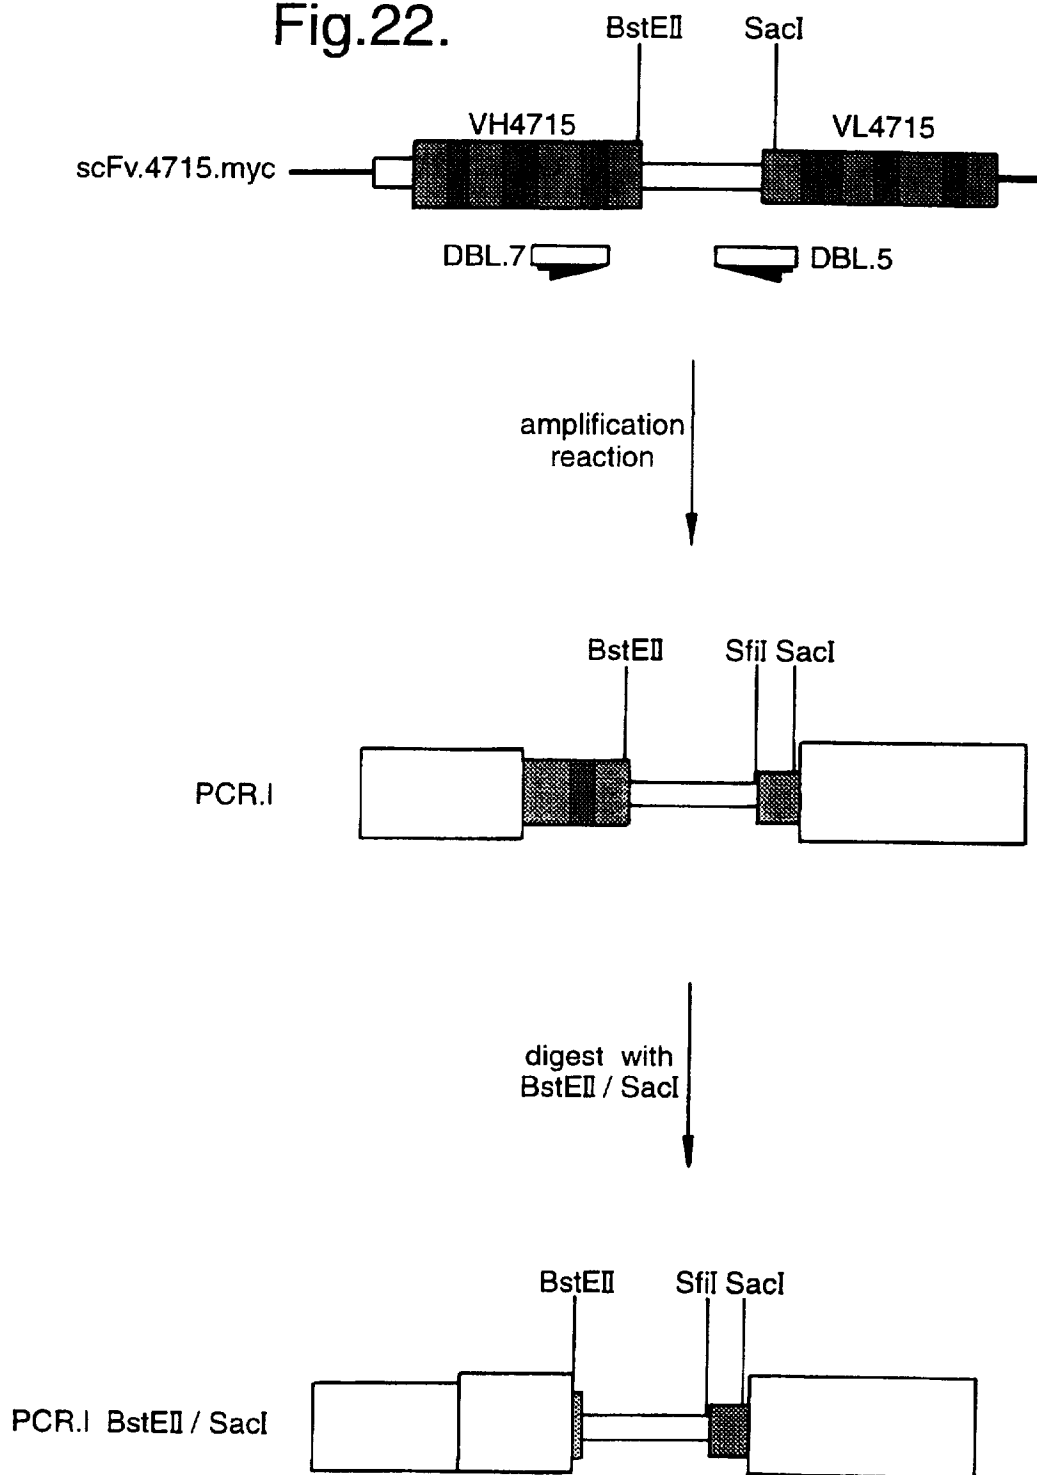 Fig.22.
BstEⅡ SacI
VH4715 VL4715
scFv.4715.myc
DBL.7 DBL.5
amplification
reaction
BstEⅡ SfiI SacI
PCR.I
digest with
BstEⅡ / SacI
BstEⅡ SfiI SacI
PCR.I BstEⅡ / SacI